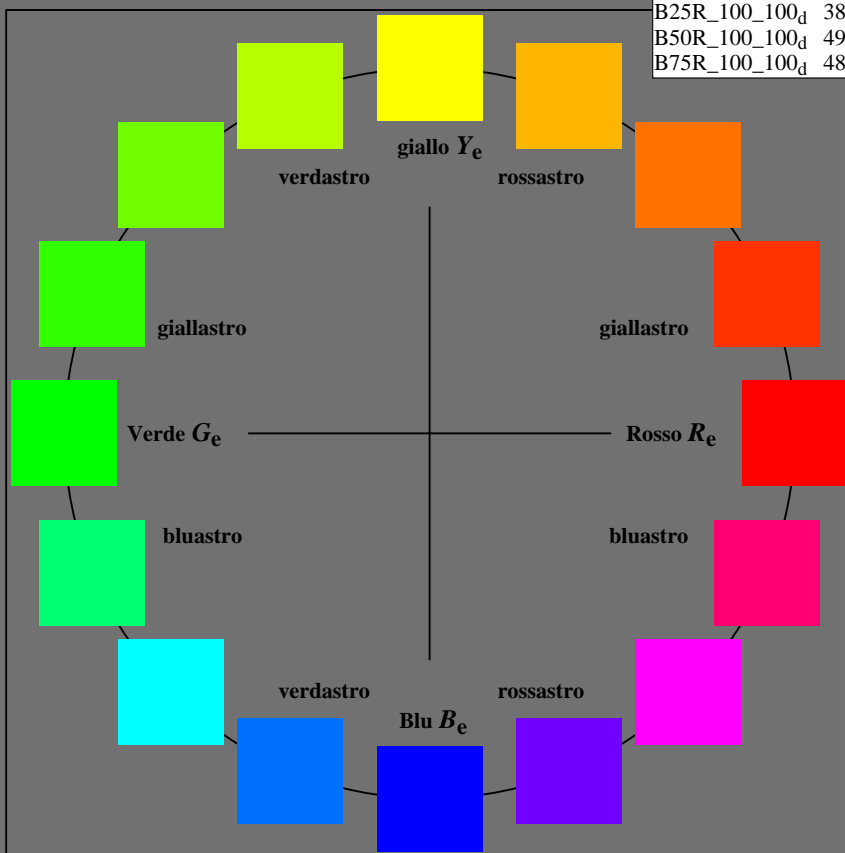 B25R_100_100d 38
B50R_100_100d 49
B75R_100_100d 48
giallo Ye
verdastro rossastro
giallastro giallastro
Verde Ge Rosso Re
bluastro bluastro
verdastro rossastro
Blu Be